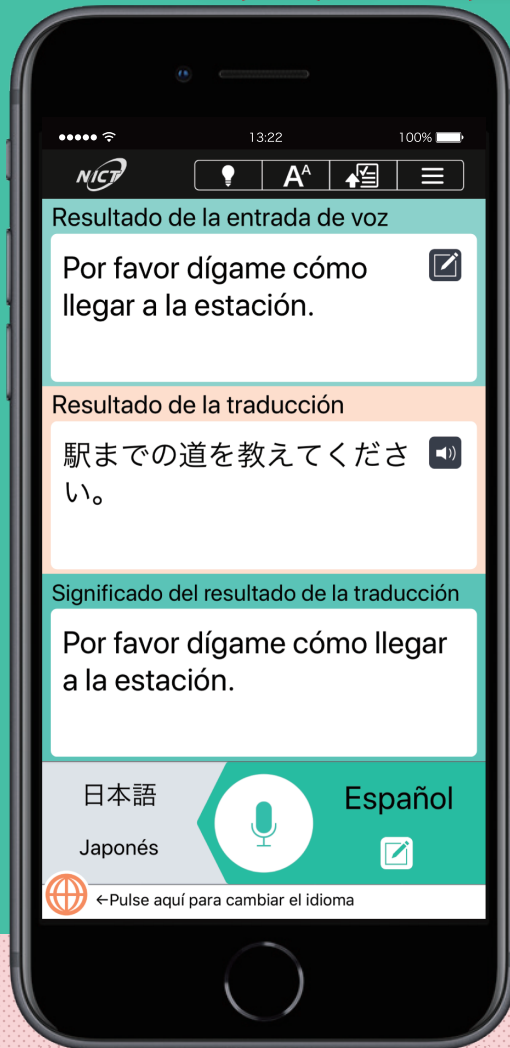 13:22
100%
NICT
AA
Resultado de la entrada de voz
Por favor dígame cómo
llegar a la estación.
Resultado de la traducción
駅までの道を教えてくださ
い。
Significado del resultado de la traducción
Por favor dígame cómo llegar
a la estación.
日本語
Español
Japonés
←Pulse aquí para cambiar el idioma